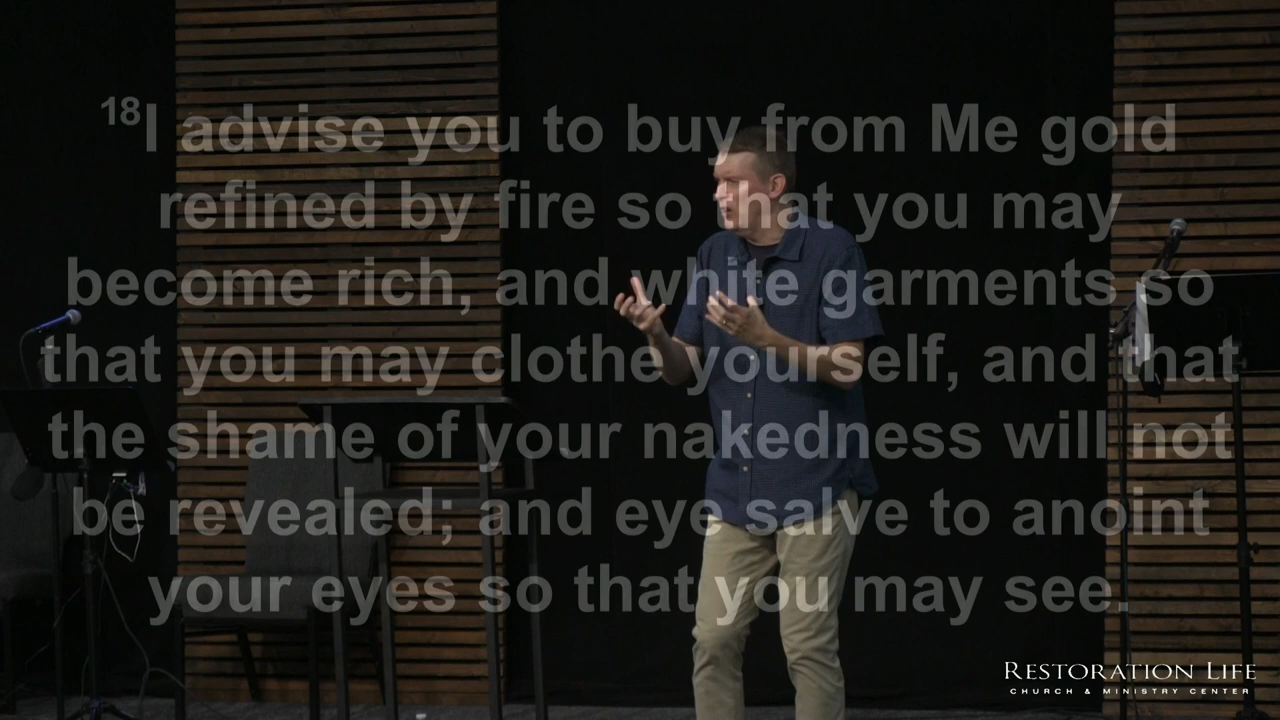 18I advise you to buy from Me gold
refined by fire so that you may
become rich, and white garments so
that you may clothe yourself, and that
the shame of your nakedness will not
be revealed; and eye salve to anoint
your eyes so that you may see.
RESTORATION LIFE
CHURCH & MINISTRY CENTER